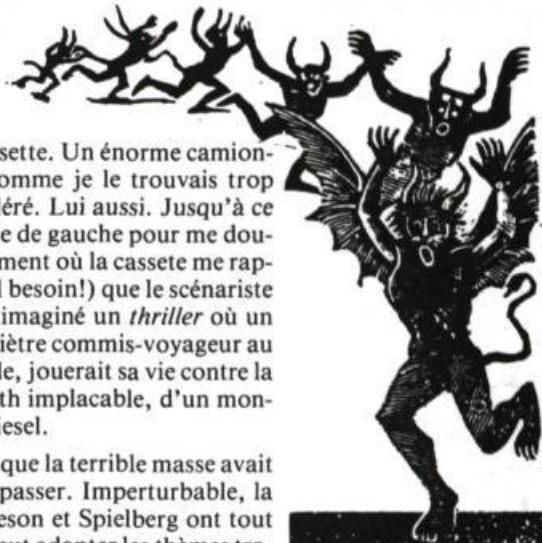 sette. Un énorme camion-
omme je le trouvais trop
léré. Lui aussi. Jusqu'à ce
e de gauche pour me dou-
ment où la cassete me rap-
l besoin!) que le scénariste
imaginé un thriller où un
iètre commis-voyageur au
le, jouerait sa vie contre la
th implacable, d'un mon-
iesel.
que la terrible masse avait
passer. Imperturbable, la
eson et Spielberg ont tout